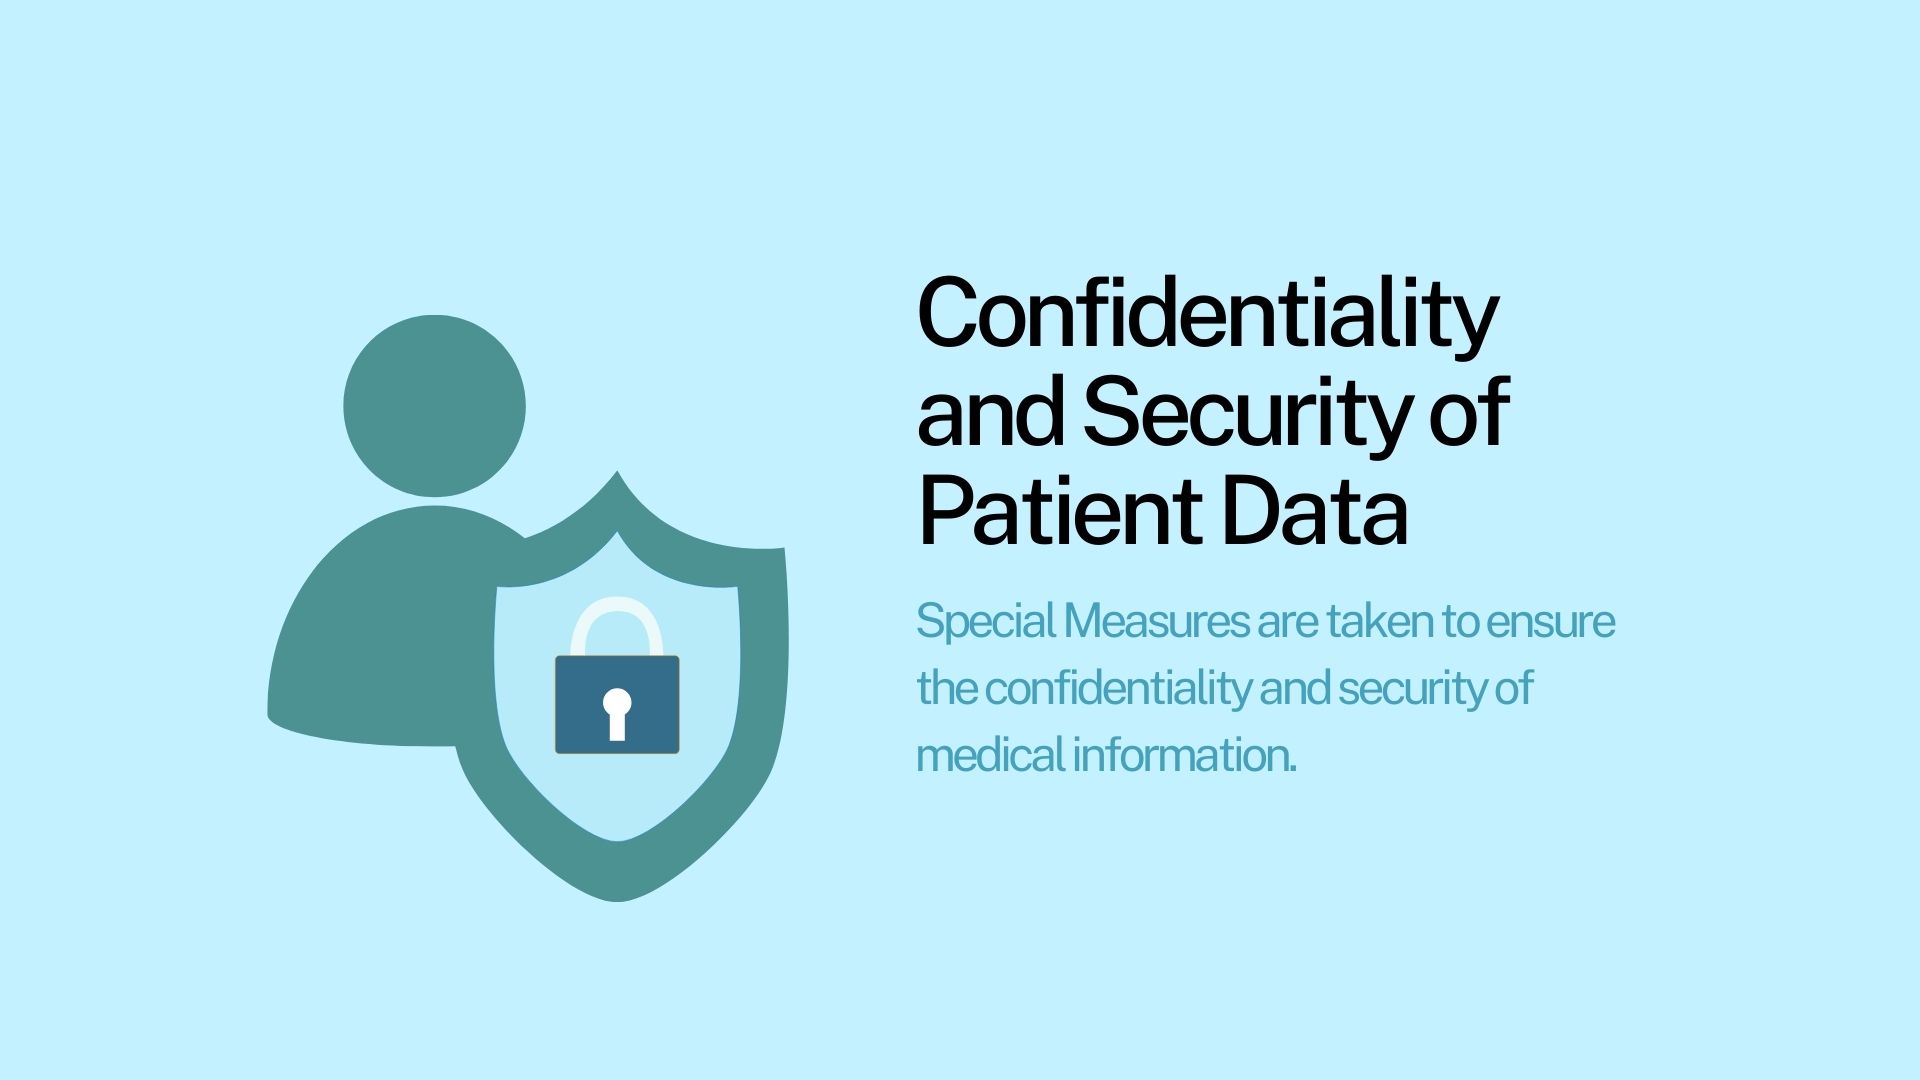 Confidentiality
and Security of
Patient Data
Special Measures are taken to ensure
the confidentiality and security of
medical information.